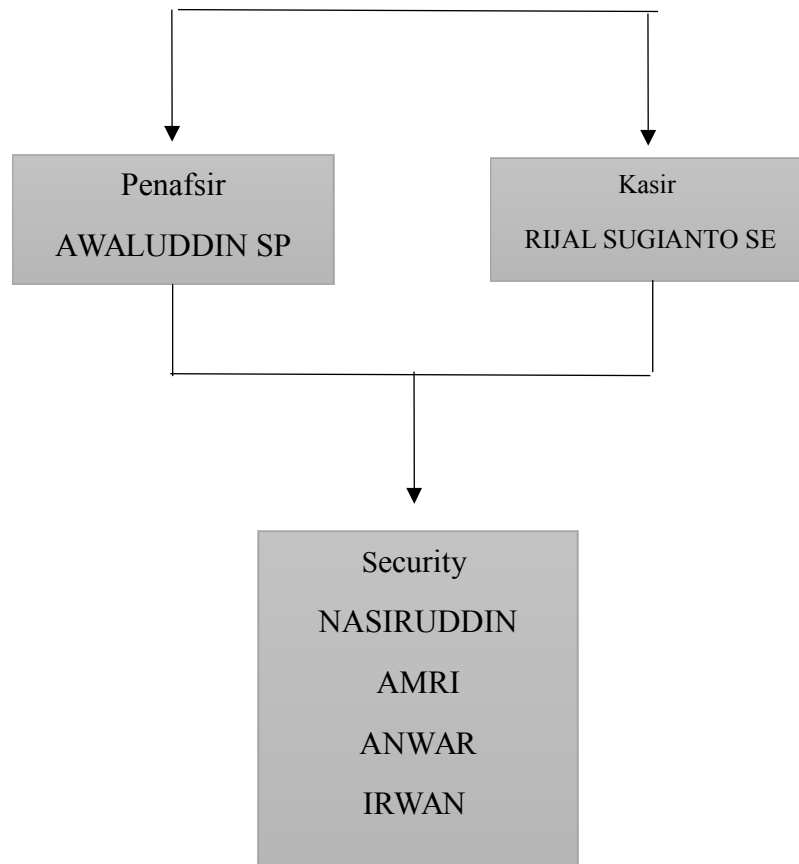 Penafsir
AWALUDDIN SP
Kasir
RIJAL SUGIANTO SE
Security
NASIRUDDIN
AMRI
ANWAR
IRWAN